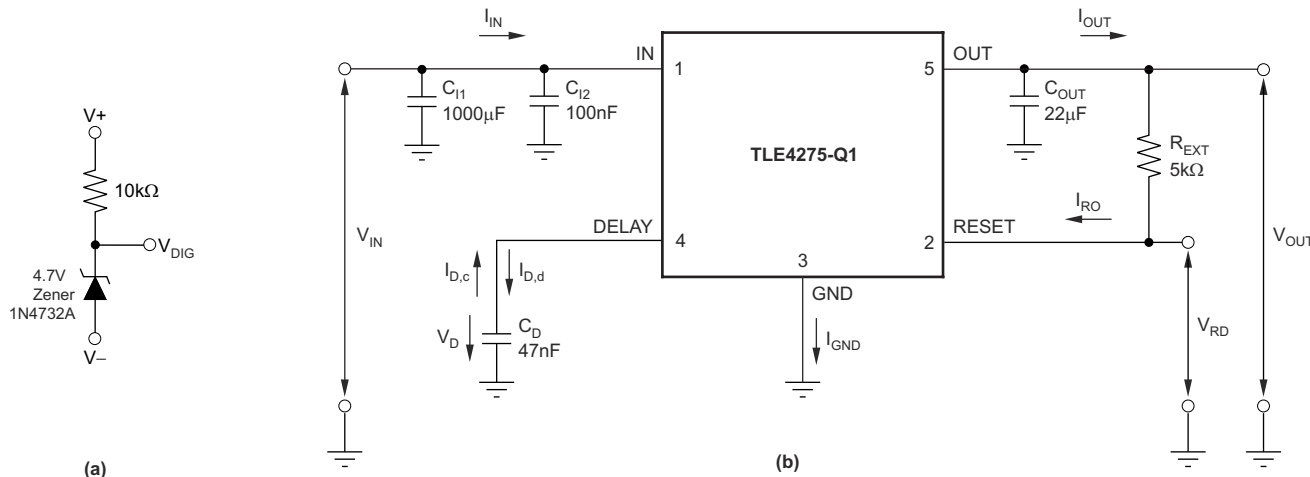 V+
10kΩ
V_DIG
4.7V
Zener
1N4732A
V−
(a)
I_IN
I_OUT
IN
OUT
1
5
C_I1
1000μF
C_I2
100nF
C_OUT
22μF
TLE4275-Q1
R_EXT
5kΩ
I_RO
V_IN
DELAY
4
RESET
2
V_OUT
3
GND
I_D,c
I_D,d
V_D
C_D
47nF
I_GND
V_RD
(b)